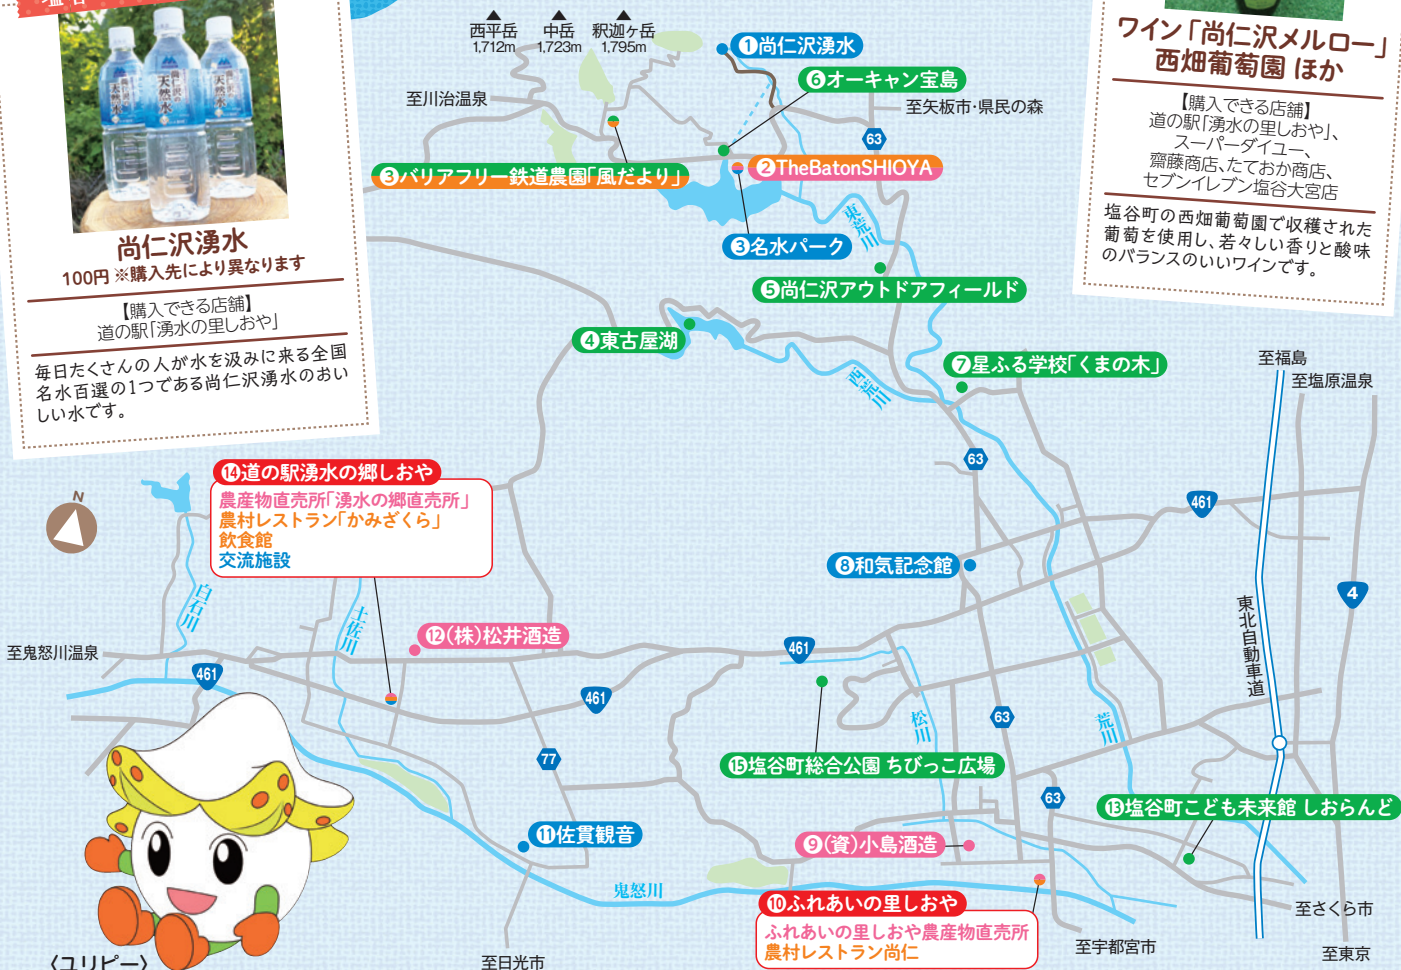 尚仁沢湧水
100円 ※購入先により異なります
【購入できる店舗】
道の駅「湧水の里しおや」
毎日たくさんの人が水を汲みに来る全国
名水百選の1つである尚仁沢湧水のおい
しい水です。
ワイン「尚仁沢メルロー」
西畑葡萄園 ほか
【購入できる店舗】
道の駅「湧水の里しおや」、
スーパーダイユー、
齋藤商店、たておか商店、
セブンイレブン塩谷大宮店
塩谷町の西畑葡萄園で収穫された
葡萄を使用し、若々しい香りと酸味
のバランスのいいワインです。
西平岳
1,712m
中岳
1,723m
釈迦ヶ岳
1,795m
①尚仁沢湧水
⑥オーキャン宝島
至川治温泉
至矢板市・県民の森
63
③バリアフリー鉄道農園「風だより」
②TheBatonSHIOYA
東荒川
③名水パーク
⑤尚仁沢アウトドアフィールド
④東古屋湖
西荒川
⑦星ふる学校「くまの木」
至福島
至塩原温泉
63
461
N
⑭道の駅湧水の郷しおや
農産物直売所「湧水の郷直売所」
農村レストラン「かみざくら」
飲食館
交流施設
⑧和気記念館
4
東北自動車道
白石川
土佐川
⑫(株)松井酒造
461
至鬼怒川温泉
461
461
松川
63
荒川
77
⑮塩谷町総合公園 ちびっこ広場
63
⑬塩谷町こども未来館 しおらんど
⑪佐貫観音
⑨(資)小島酒造
鬼怒川
⑩ふれあいの里しおや
ふれあいの里しおや農産物直売所
農村レストラン尚仁
至さくら市
至宇都宮市
至東京
至日光市
〈ユリピー〉